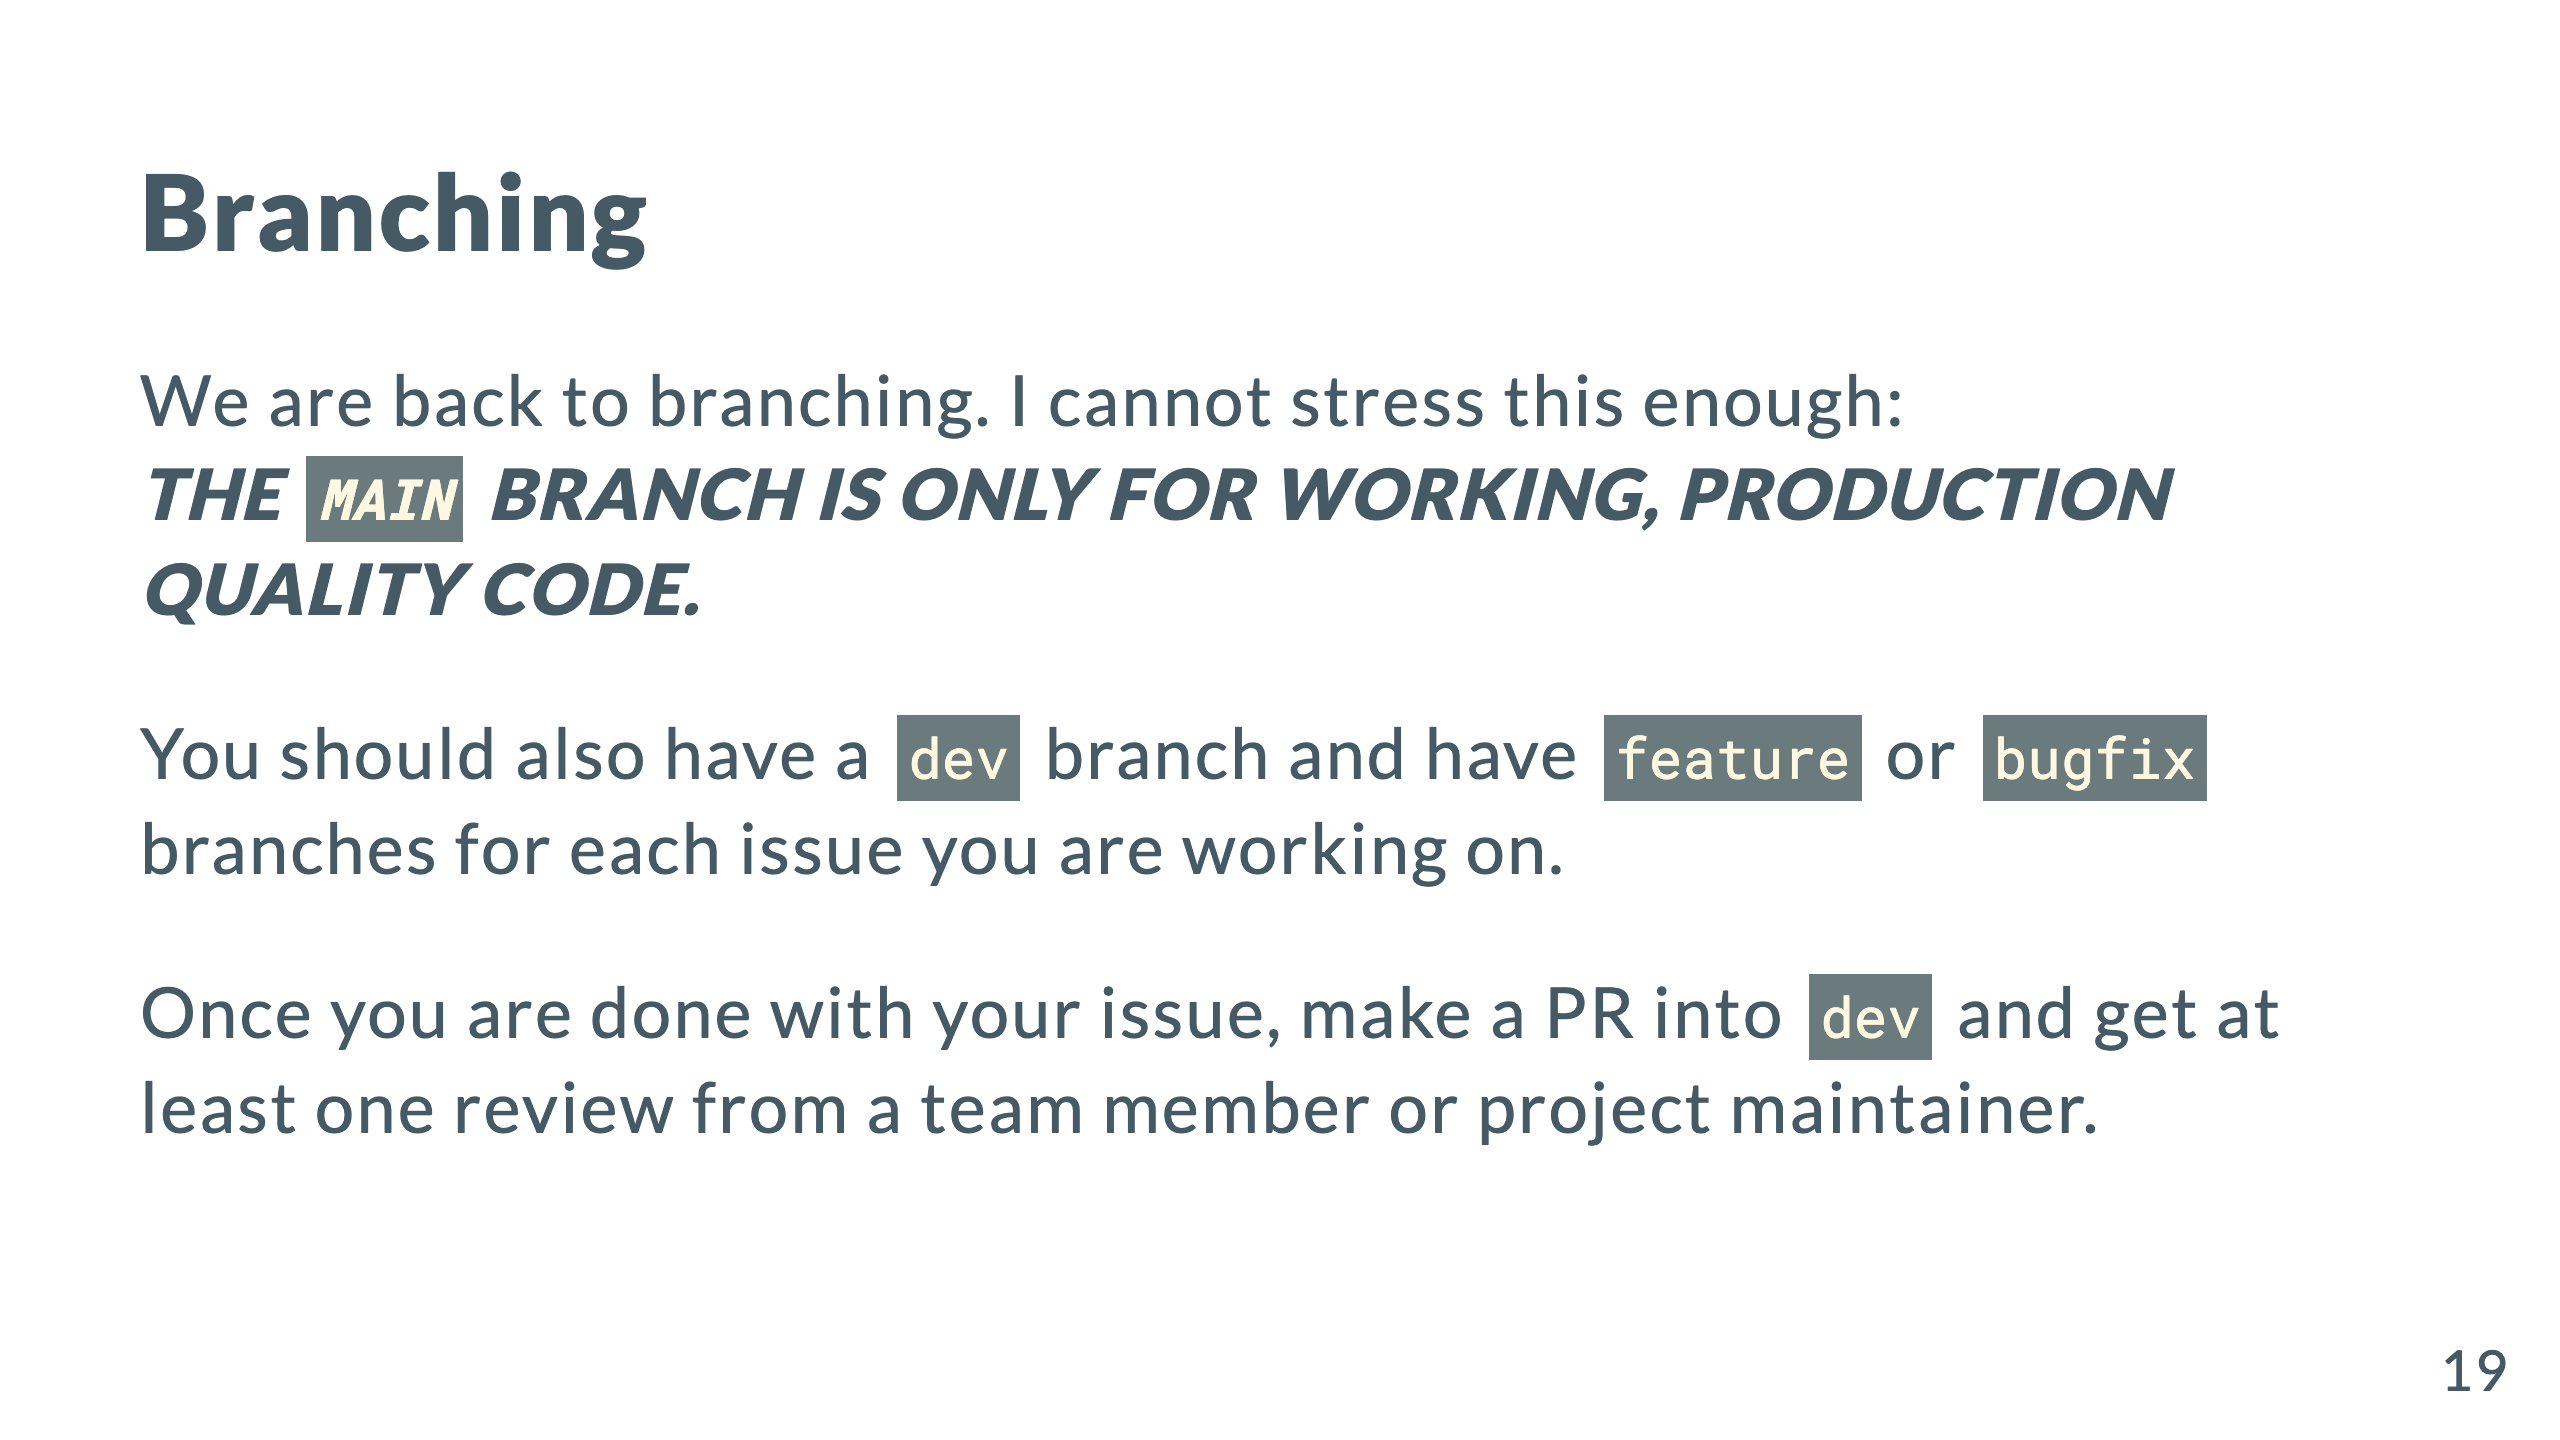 Branching
We are back to branching. I cannot stress this enough:
THE MAIN BRANCH IS ONLY FOR WORKING, PRODUCTION
QUALITY CODE.
You should also have a dev branch and have feature or bugfix
branches for each issue you are working on.
Once you are done with your issue, make a PR into dev and get at
least one review from a team member or project maintainer.
19